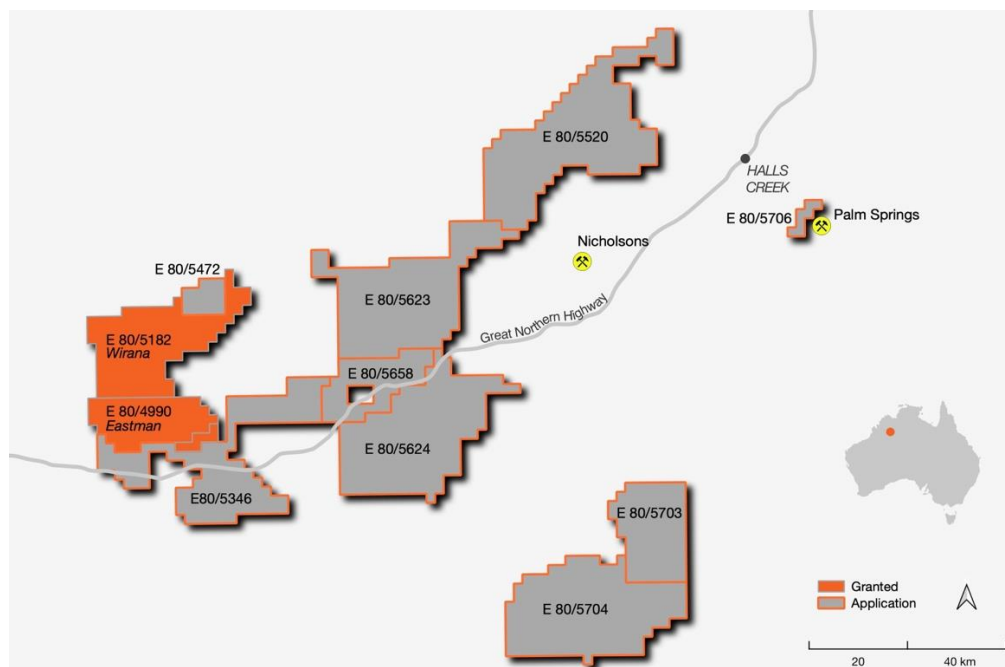 E 80/5520
HALLS
CREEK
E 80/5706
Palm Springs
Nicholsons
E 80/5472
E 80/5623
Great Northern Highway
E 80/5182
Wirana
E 80/5658
E 80/4990
Eastman
E 80/5624
E80/5346
E 80/5703
E 80/5704
Granted
Application
20
40 km